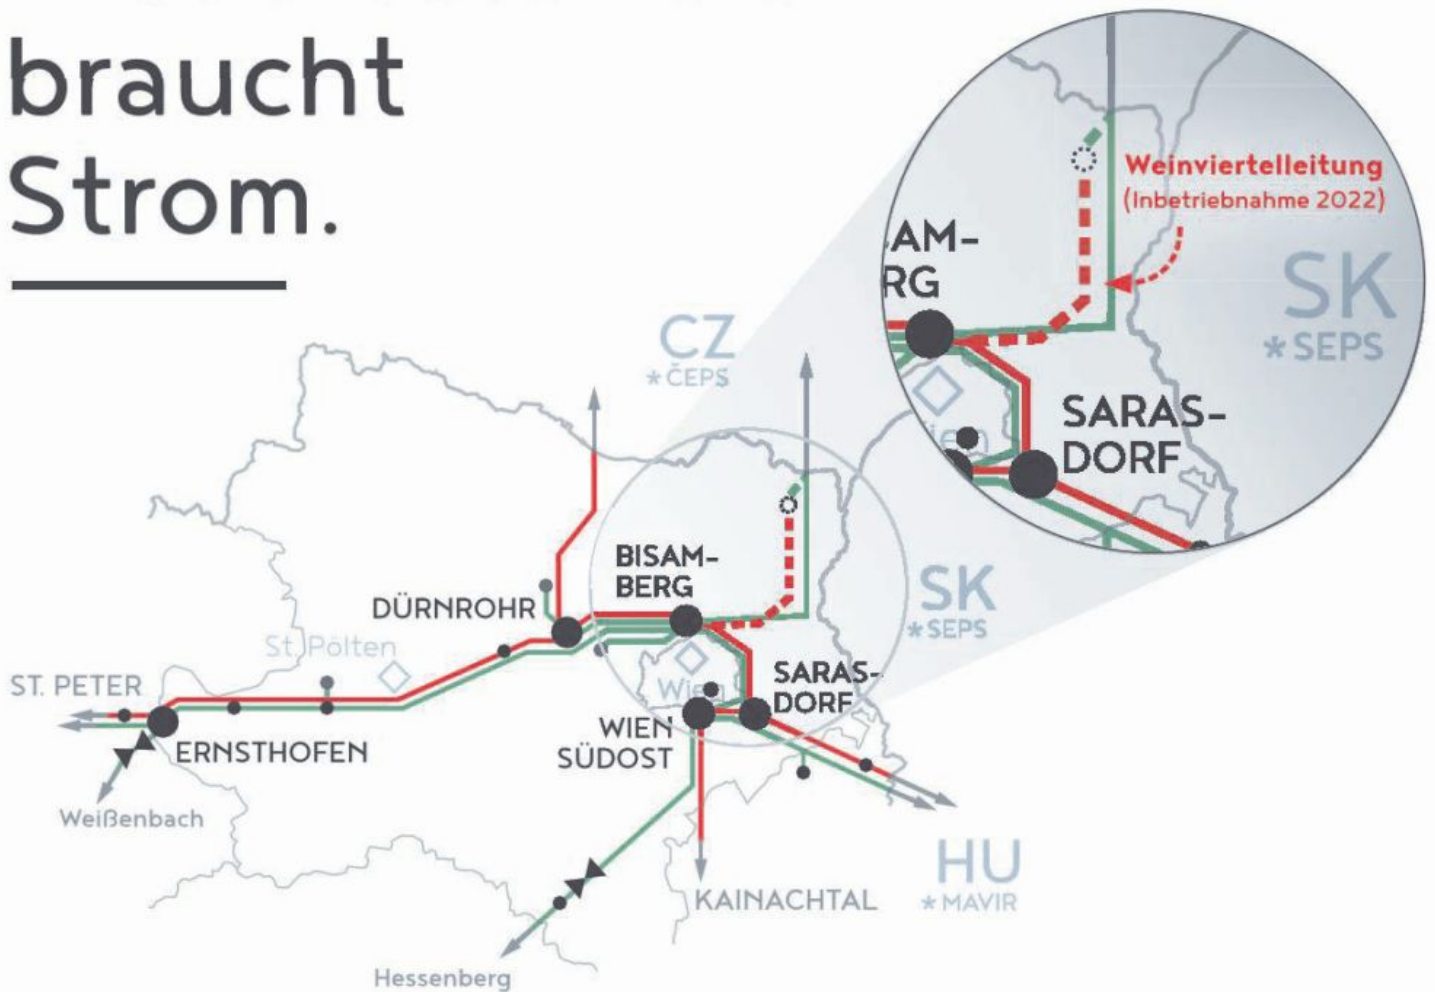 braucht
Strom.
Weinviertelleitung
(Inbetriebnahme 2022)
AM-
RG
SK
* SEPS
SARAS-
DORF
CZ
* ČEPS
BISAM-
BERG
DÜRNROHR
SK
* SEPS
St. Pölten
Wien
SARAS-
DORF
ST. PETER
ERNSTHOFEN
WIEN
SÜDOST
Weißenbach
HU
* MAVIR
KAINACHTAL
Hessenberg